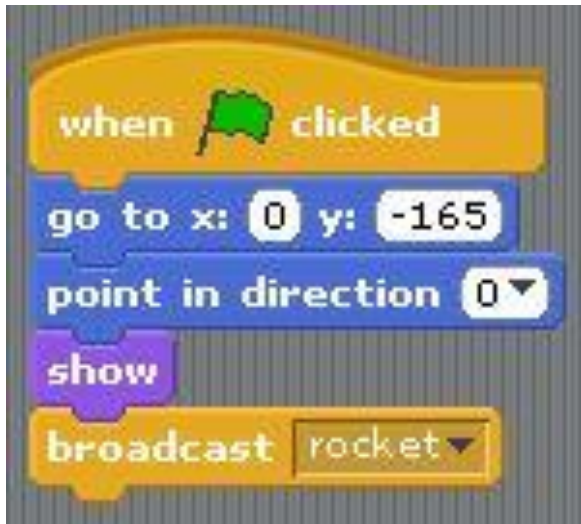 when clicked
go to x: 0 y: -165
point in direction 0
show
broadcast rocket